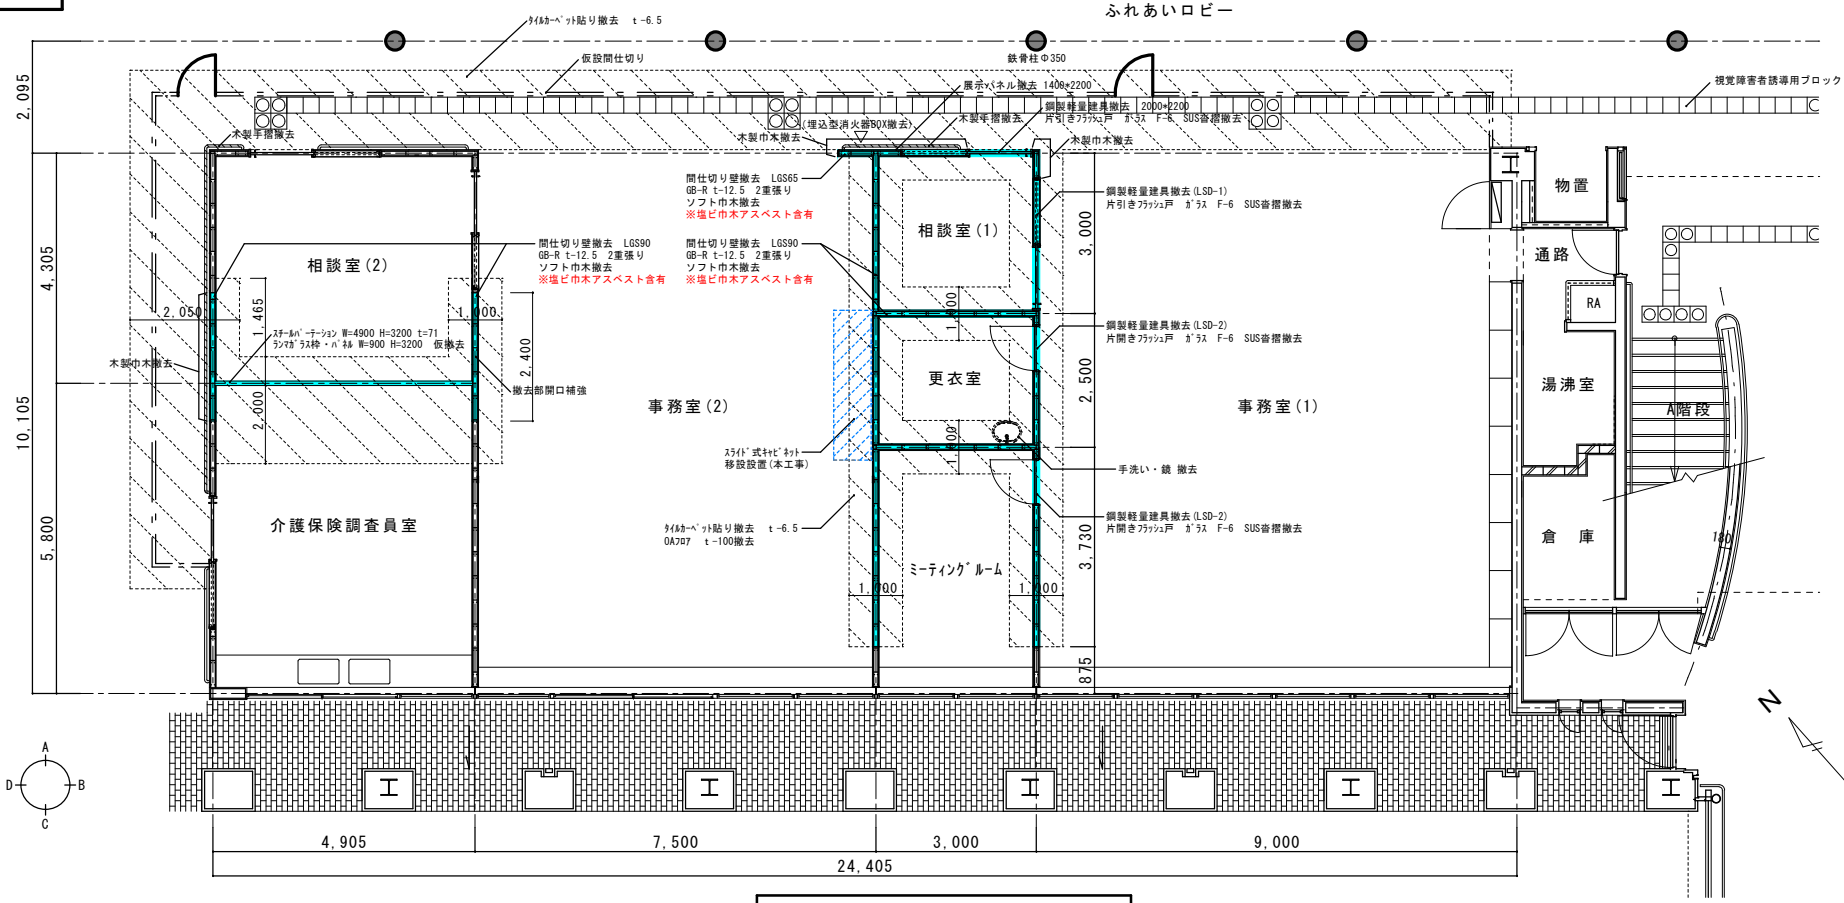 ふれあいロビー
タイルカーペット貼り撤去 t-6.5
仮設間仕切り
鉄骨柱Φ350
展示パネル撤去 1400*2200
視覚障害者誘導用ブロック
鋼製軽量建具撤去 2000*2200
片引きフラッシュ戸 ガラス F-6 SUS沓摺撤去
(埋込型消火器BOX撤去)
木製手摺撤去
木製手摺撤去
木製巾木撤去
木製巾木撤去
2,095
4,305
10,105
5,800
間仕切り壁撤去 LGS65
GB-R t-12.5 2重張り
ソフト巾木撤去
※塩ビ巾木アスベスト含有
鋼製軽量建具撤去(LSD-1)
片引きフラッシュ戸 ガラス F-6 SUS沓摺撤去
物置
相談室(1)
3,000
通路
間仕切り壁撤去 LGS90
GB-R t-12.5 2重張り
ソフト巾木撤去
※塩ビ巾木アスベスト含有
間仕切り壁撤去 LGS90
GB-R t-12.5 2重張り
ソフト巾木撤去
※塩ビ巾木アスベスト含有
相談室(2)
RA
2,050
1,465
1,000
1,000
スチールパーテーション W=4900 H=3200 t=71
ランマガラス枠・パネル W=900 H=3200 仮撤去
2,400
鋼製軽量建具撤去(LSD-2)
片開きフラッシュ戸 ガラス F-6 SUS沓摺撤去
木製巾木撤去
撤去部開口補強
更衣室
2,500
湯沸室
2,000
事務室(2)
事務室(1)
A階段
1,000
スライド式キャビネット
移設設置(本工事)
手洗い・鏡 撤去
介護保険調査員室
タイルカーペット貼り撤去 t-6.5
OAフロア t-100撤去
鋼製軽量建具撤去(LSD-2)
片開きフラッシュ戸 ガラス F-6 SUS沓摺撤去
倉 庫
180
3,730
ミーティングルーム
1,000
1,000
875
N
A
D
B
C
4,905
7,500
3,000
9,000
24,405